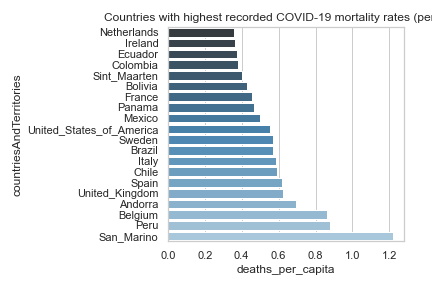 Countries with highest recorded COVID-19 mortality rates (per
Netherlands
Ireland
Ecuador
Colombia
Sint_Maarten
Bolivia
France
Panama
Mexico
United_States_of_America
Sweden
Brazil
Italy
Chile
Spain
United_Kingdom
Andorra
Belgium
Peru
San_Marino
countriesAndTerritories
0.0 0.2 0.4 0.6 0.8 1.0 1.2
deaths_per_capita